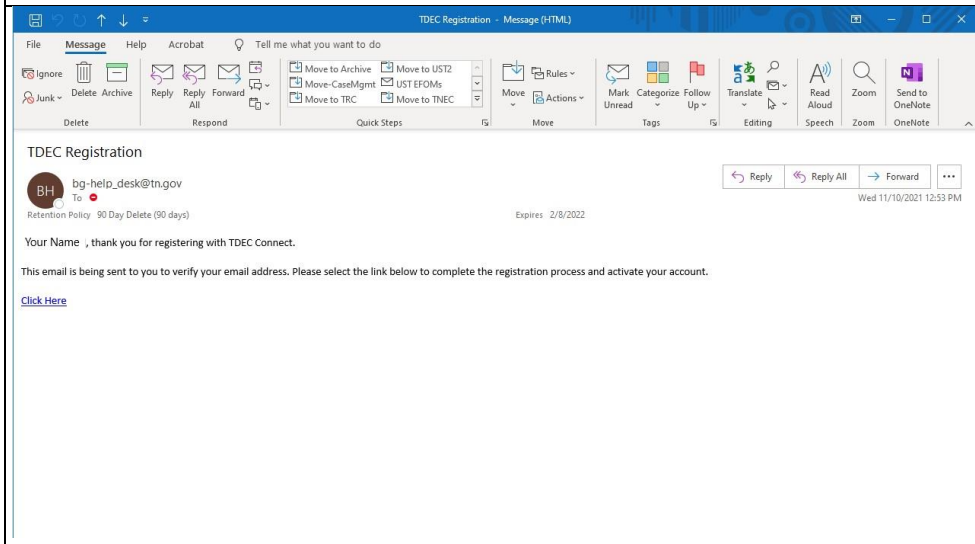 TDEC Registration - Message (HTML)
File Message Help Acrobat Tell me what you want to do
Ignore
Junk
Delete Archive
Reply Reply All Forward
Move to Archive Move to UST2
Move-CaseMgmt UST EFOMs
Move to TRC Move to TNEC
Move
Rules
Actions
Mark Unread Categorize Follow Up
Translate
Read Aloud
Zoom
Send to OneNote
Delete Respond Quick Steps Move Tags Editing Speech Zoom OneNote
TDEC Registration
BH
bg-help_desk@tn.gov
To
Reply Reply All Forward
Wed 11/10/2021 12:53 PM
Retention Policy 90 Day Delete (90 days) Expires 2/8/2022
Your Name , thank you for registering with TDEC Connect.
This email is being sent to you to verify your email address. Please select the link below to complete the registration process and activate your account.
Click Here